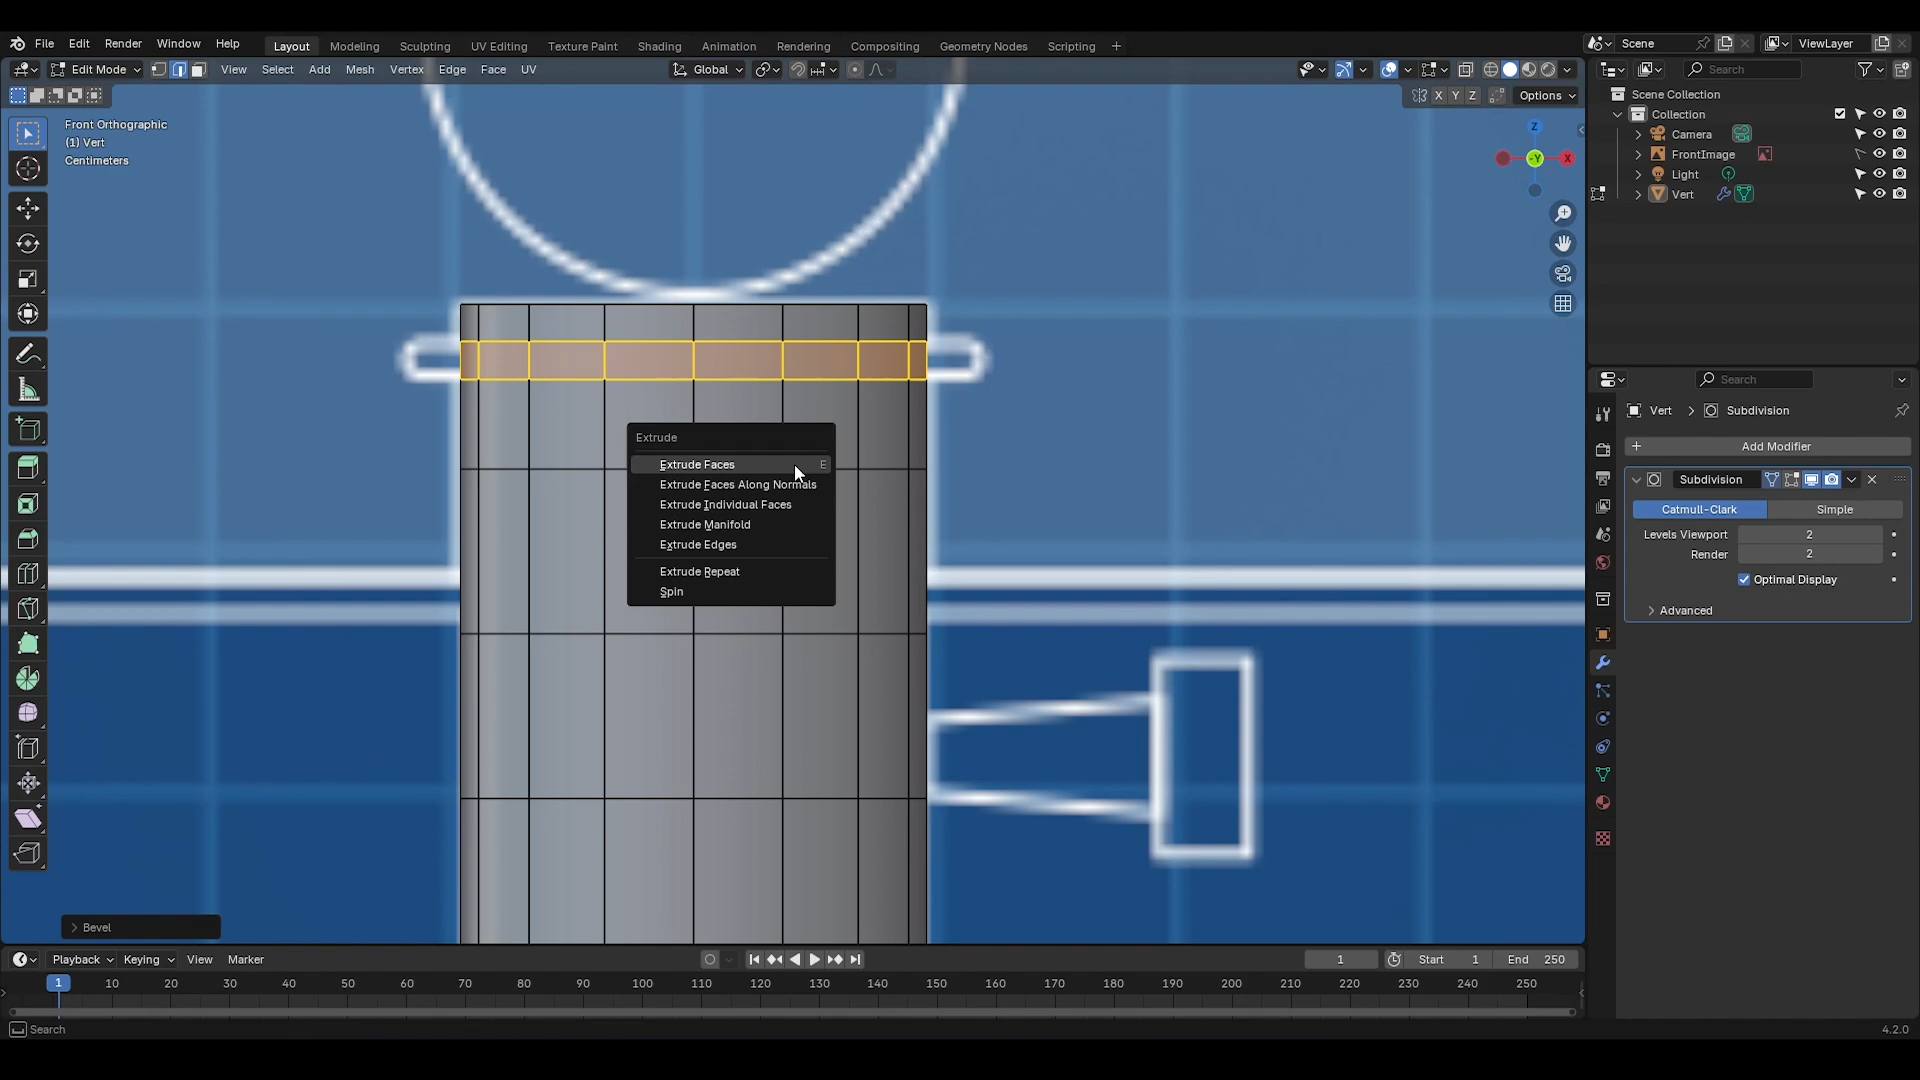 File Edit Render Window Help Layout Modeling Sculpting UV Editing Texture Paint Shading Animation Rendering Compositing Geometry Nodes Scripting + Scene ViewLayer
Edit Mode View Select Add Mesh Vertex Edge Face UV Global Search
X Y Z Options
Front Orthographic
(1) Vert
Centimeters
Z
-Y X
Scene Collection
Collection
Camera
FrontImage
Light
Vert
Search
Vert > Subdivision
+ Add Modifier
Subdivision
Catmull-Clark Simple
Levels Viewport 2
Render 2
Optimal Display
> Advanced
Extrude
Extrude Faces E
Extrude Faces Along Normals
Extrude Individual Faces
Extrude Manifold
Extrude Edges
Extrude Repeat
Spin
> Bevel
Playback Keying View Marker 1 Start 1 End 250
1 10 20 30 40 50 60 70 80 90 100 110 120 130 140 150 160 170 180 190 200 210 220 230 240 250
Search 4.2.0